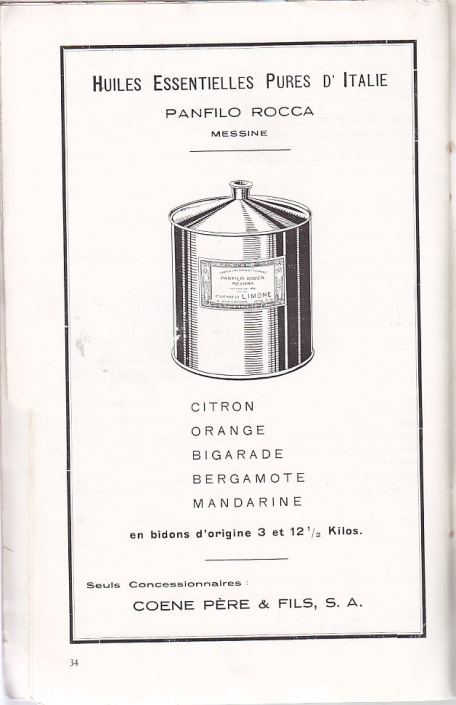 HUILES ESSENTIELLES PURES D' ITALIE
PANFILO ROCCA
MESSINE
PANFILO ROCCA
MESSINA
LIMONE
CITRON
ORANGE
BIGARADE
BERGAMOTE
MANDARINE
en bidons d'origine 3 et 12 1/2 Kilos.
Seuls Concessionnaires :
COENE PÈRE & FILS, S. A.
34